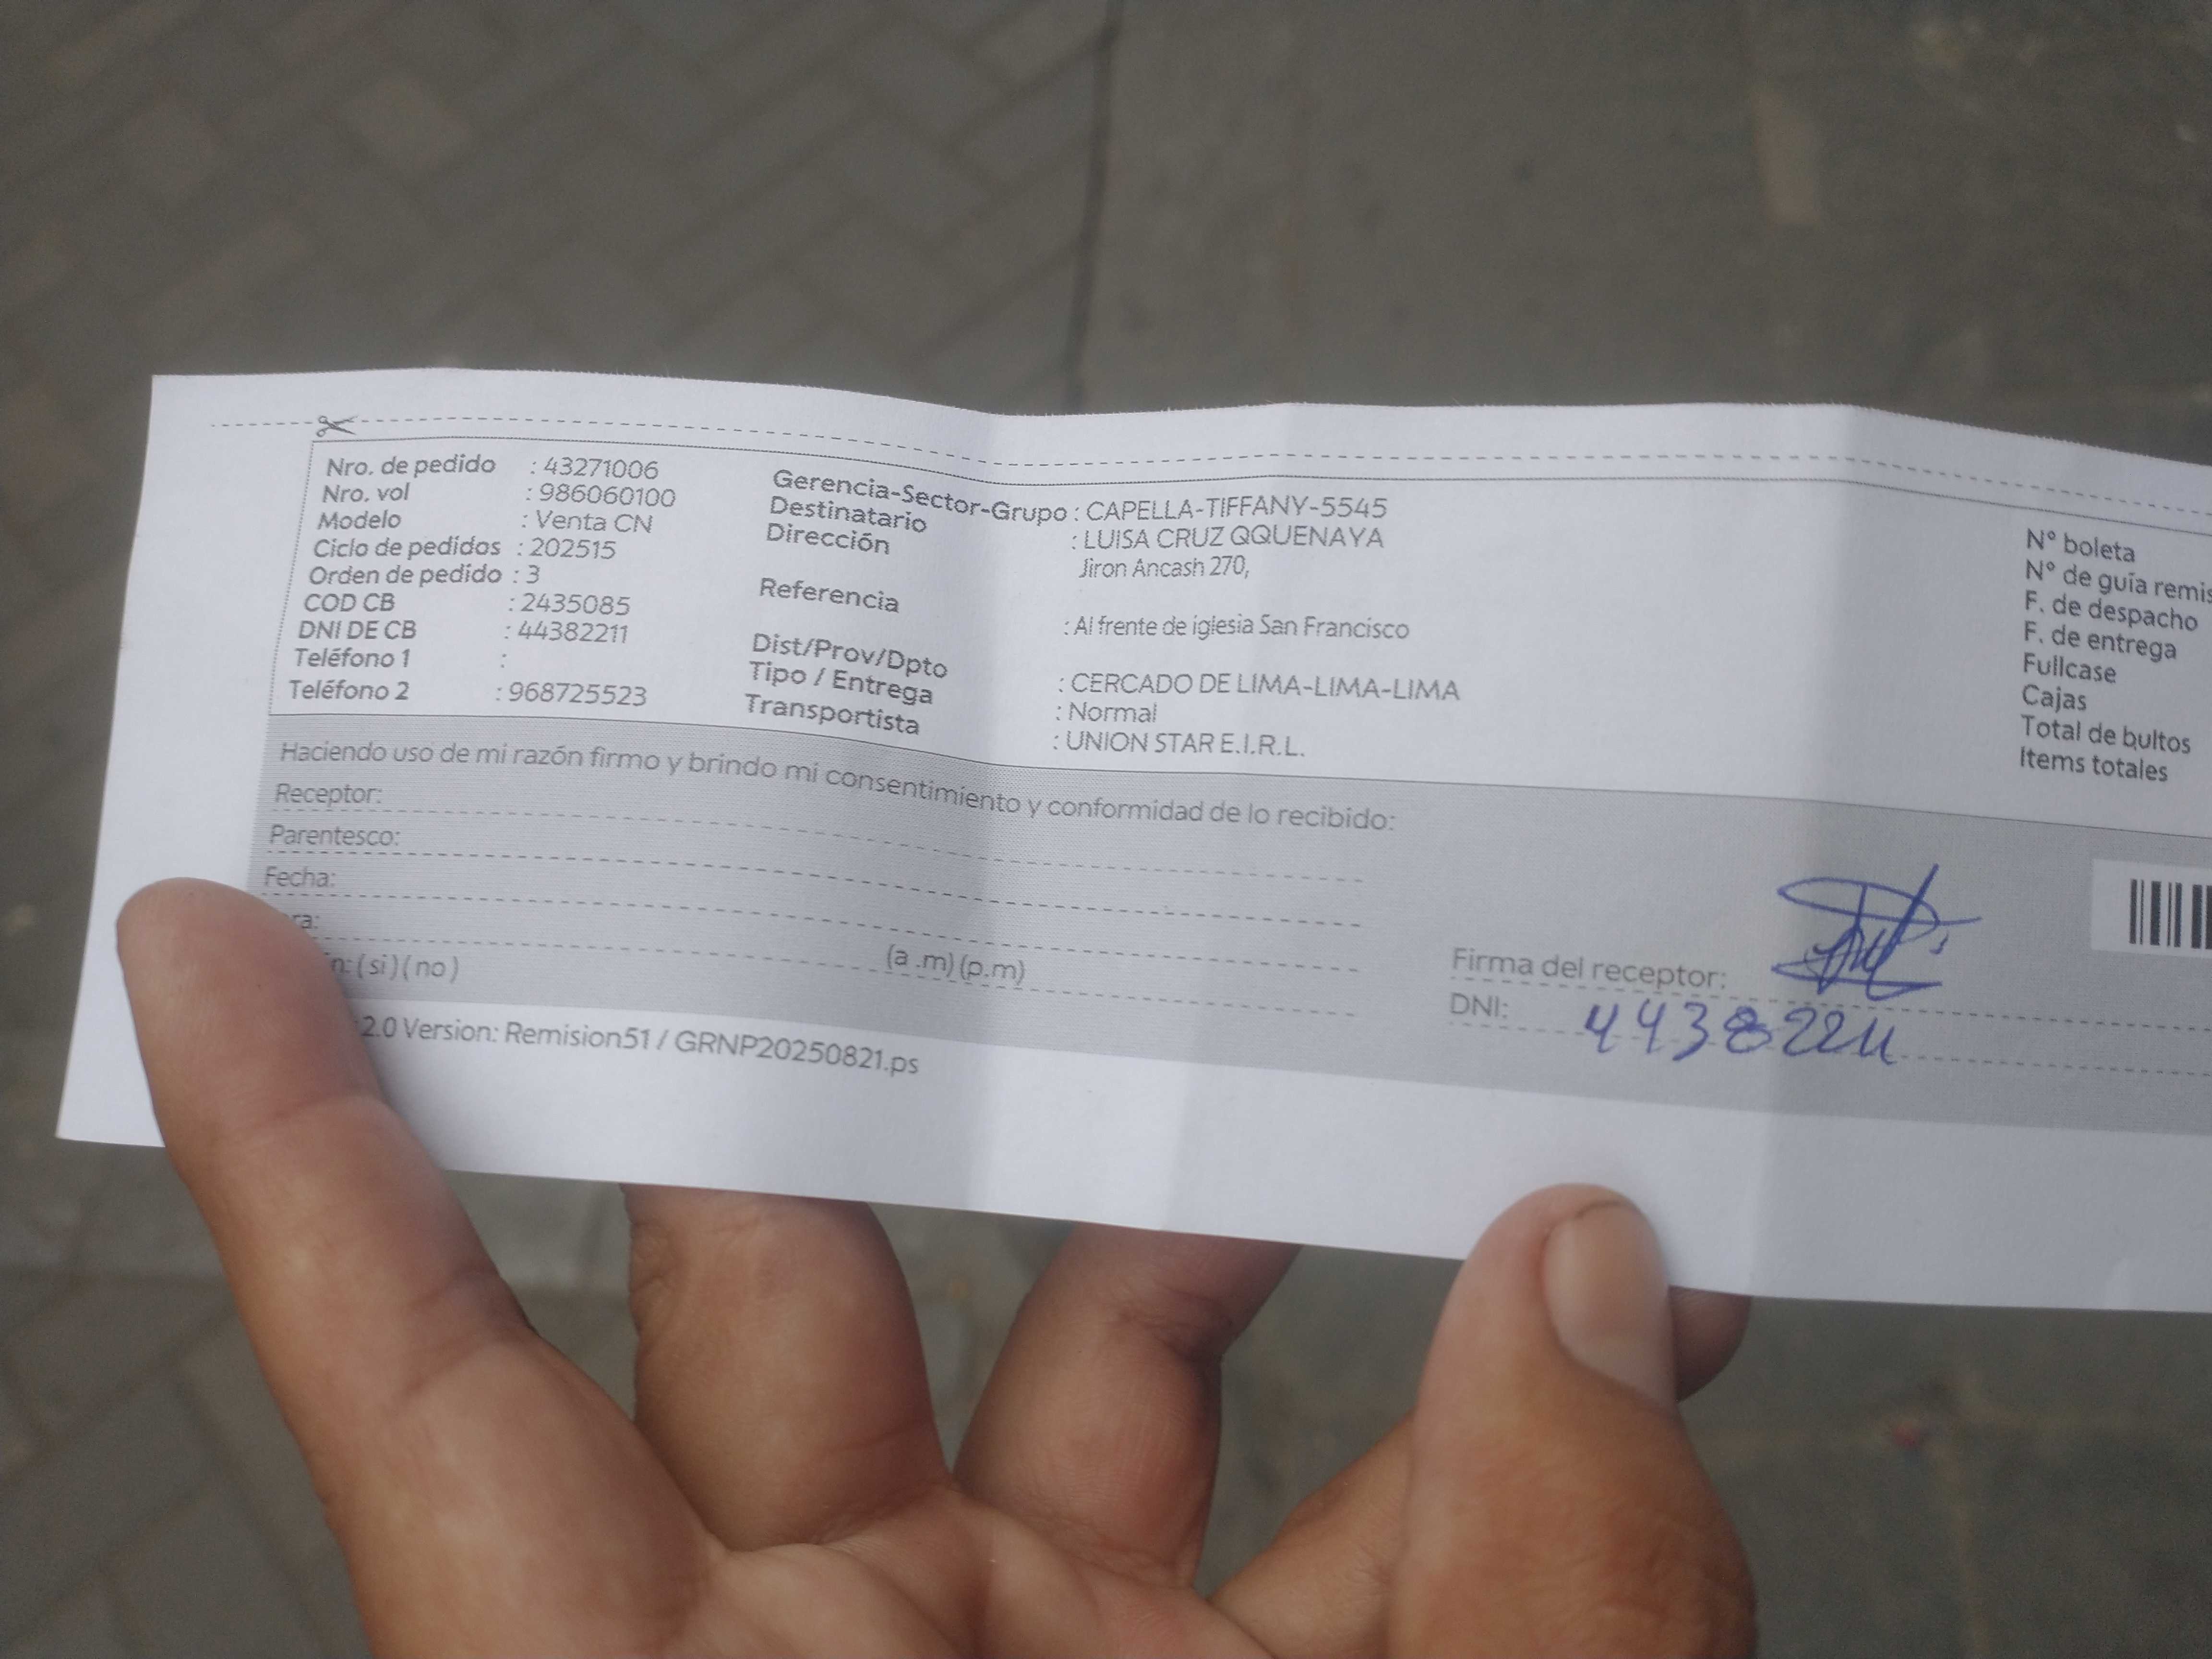 Nro. de pedido : 43271006
Nro. vol : 986060100
Modelo : Venta CN
Ciclo de pedidos : 202515
Orden de pedido : 3
COD CB : 2435085
DNI DE CB : 44382211
Teléfono 1 :
Teléfono 2 : 968725523
Gerencia-Sector-Grupo : CAPELLA-TIFFANY-5545
Destinatario : LUISA CRUZ QQUENAYA
Dirección Jiron Ancash 270,
Referencia : Al frente de iglesia San Francisco
Dist/Prov/Dpto : CERCADO DE LIMA-LIMA-LIMA
Tipo / Entrega : Normal
Transportista : UNION STAR E.I.R.L.
N° boleta
N° de guía remis
F. de despacho
F. de entrega
Fullcase
Cajas
Total de bultos
Items totales
Haciendo uso de mi razón firmo y brindo mi consentimiento y conformidad de lo recibido:
Receptor:
Parentesco:
Fecha:
ra: (a .m) (p.m)
n: ( si ) ( no )
Firma del receptor:
DNI: 44382211
2.0 Version: Remision51 / GRNP20250821.ps